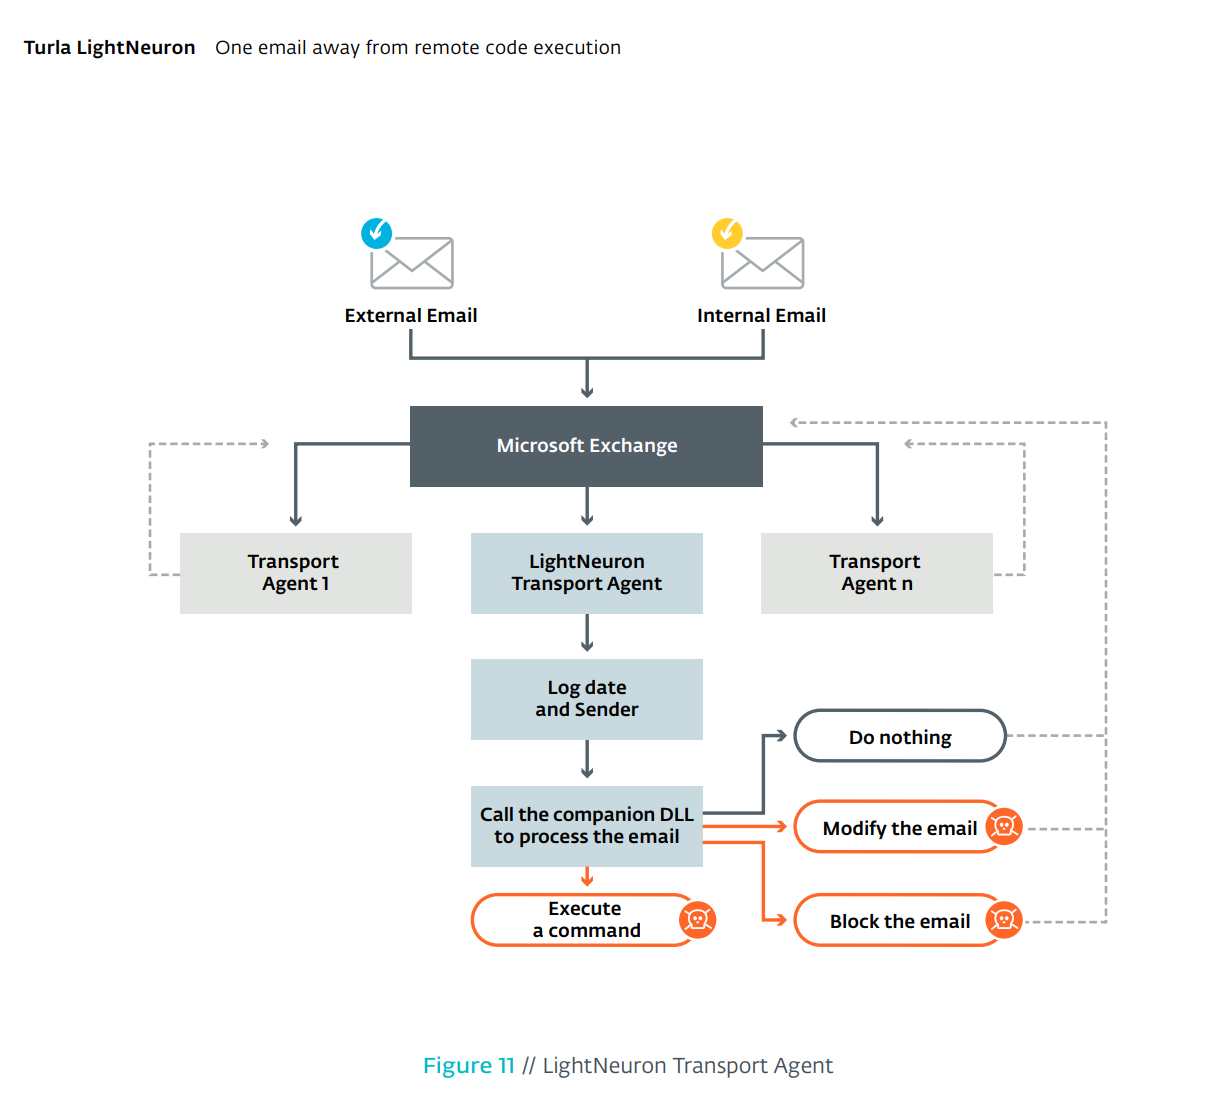 Turla LightNeuron One email away from remote code execution
External Email
Internal Email
Microsoft Exchange
Transport
Agent 1
LightNeuron
Transport Agent
Transport
Agent n
Log date
and Sender
Do nothing
Call the companion DLL
to process the email
Modify the email
Execute
a command
Block the email
Figure 11 // LightNeuron Transport Agent